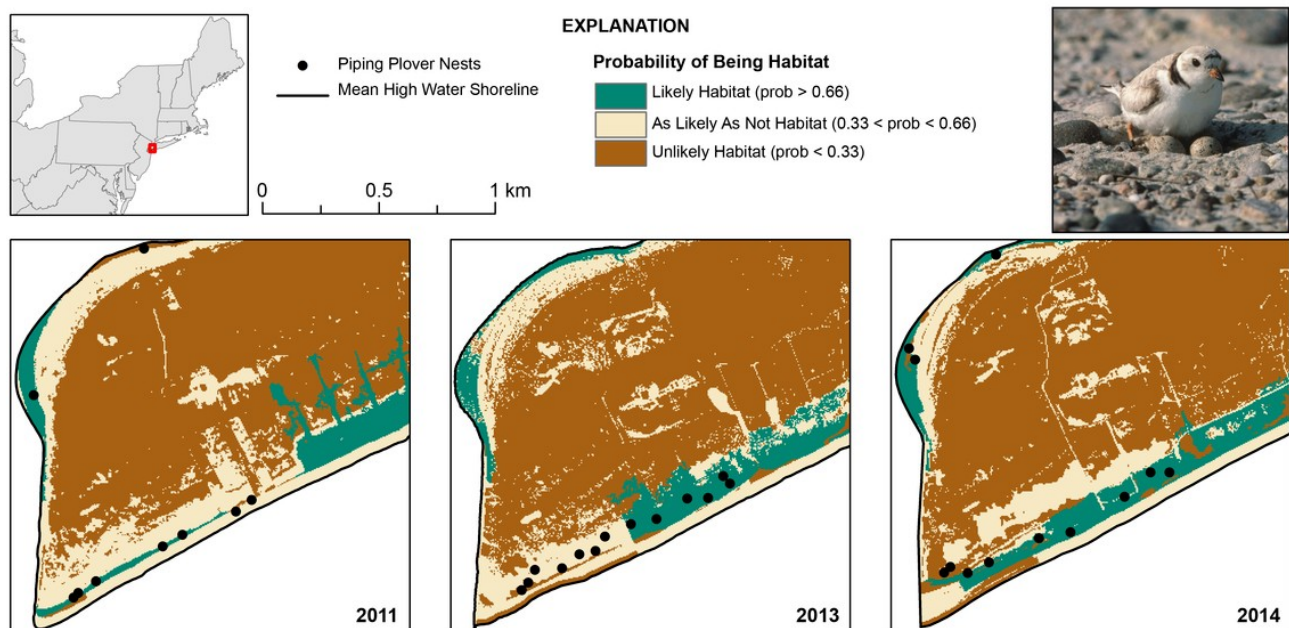 EXPLANATION
Piping Plover Nests
Mean High Water Shoreline
0 0.5 1 km
Probability of Being Habitat
Likely Habitat (prob > 0.66)
As Likely As Not Habitat (0.33 < prob < 0.66)
Unlikely Habitat (prob < 0.33)
2011
2013
2014